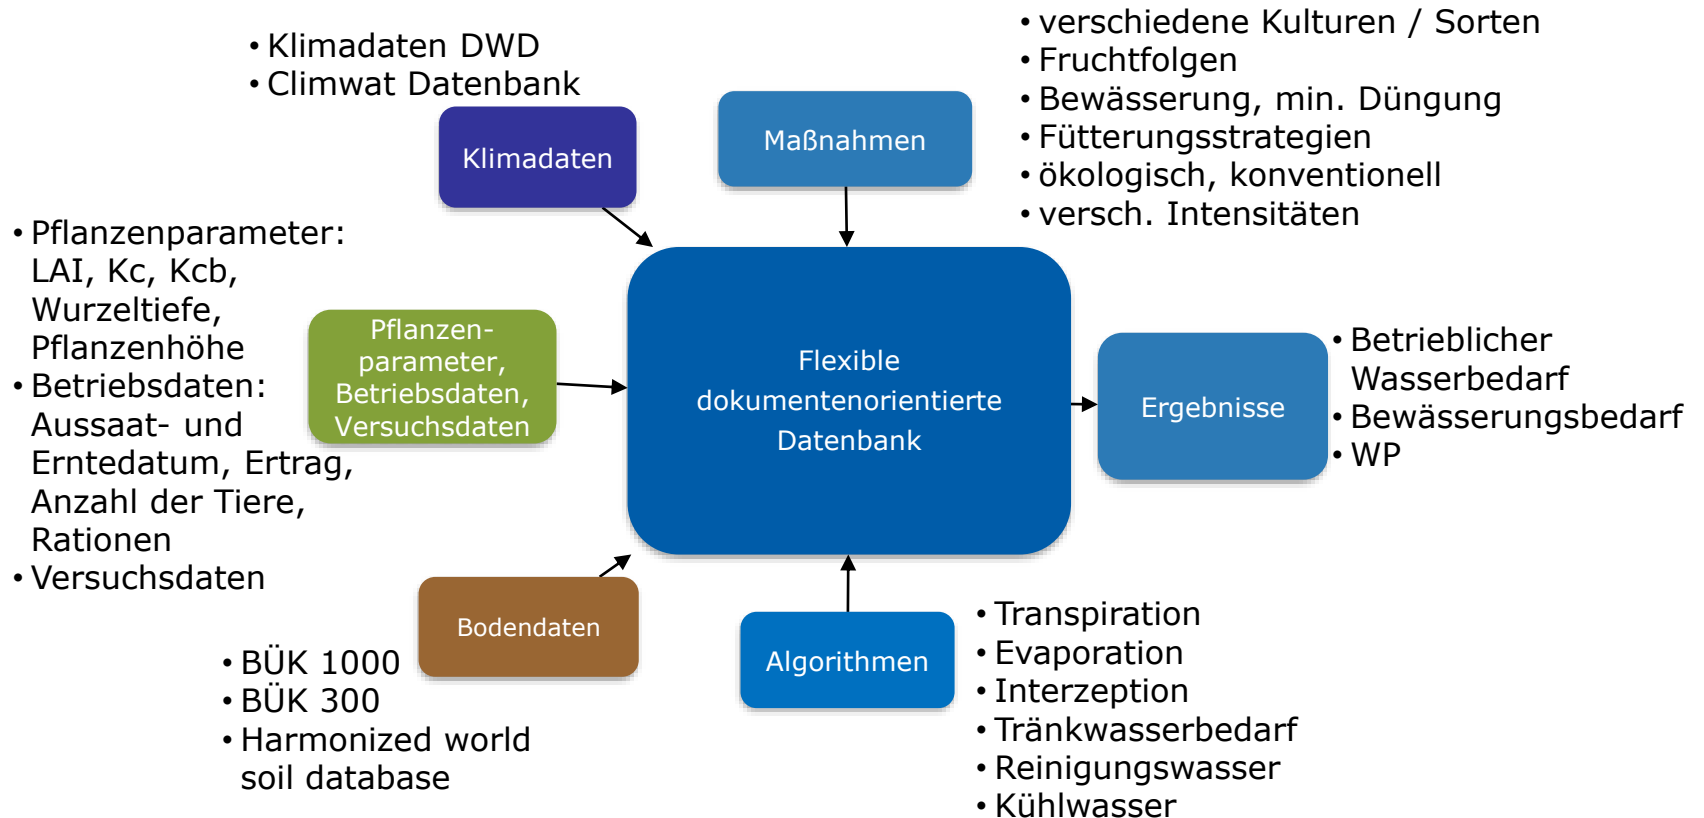 • Klimadaten DWD
• Climwat Datenbank
Klimadaten
Maßnahmen
• verschiedene Kulturen / Sorten
• Fruchtfolgen
• Bewässerung, min. Düngung
• Fütterungsstrategien
• ökologisch, konventionell
• versch. Intensitäten
• Pflanzenparameter:
LAI, Kc, Kcb,
Wurzeltiefe,
Pflanzenhöhe
• Betriebsdaten:
Aussaat- und
Erntedatum, Ertrag,
Anzahl der Tiere,
Rationen
• Versuchsdaten
Pflanzen-
parameter,
Betriebsdaten,
Versuchsdaten
Flexible
dokumentenorientierte
Datenbank
Ergebnisse
• Betrieblicher
Wasserbedarf
• Bewässerungsbedarf
• WP
Bodendaten
• BÜK 1000
• BÜK 300
• Harmonized world
soil database
Algorithmen
• Transpiration
• Evaporation
• Interzeption
• Tränkwasserbedarf
• Reinigungswasser
• Kühlwasser